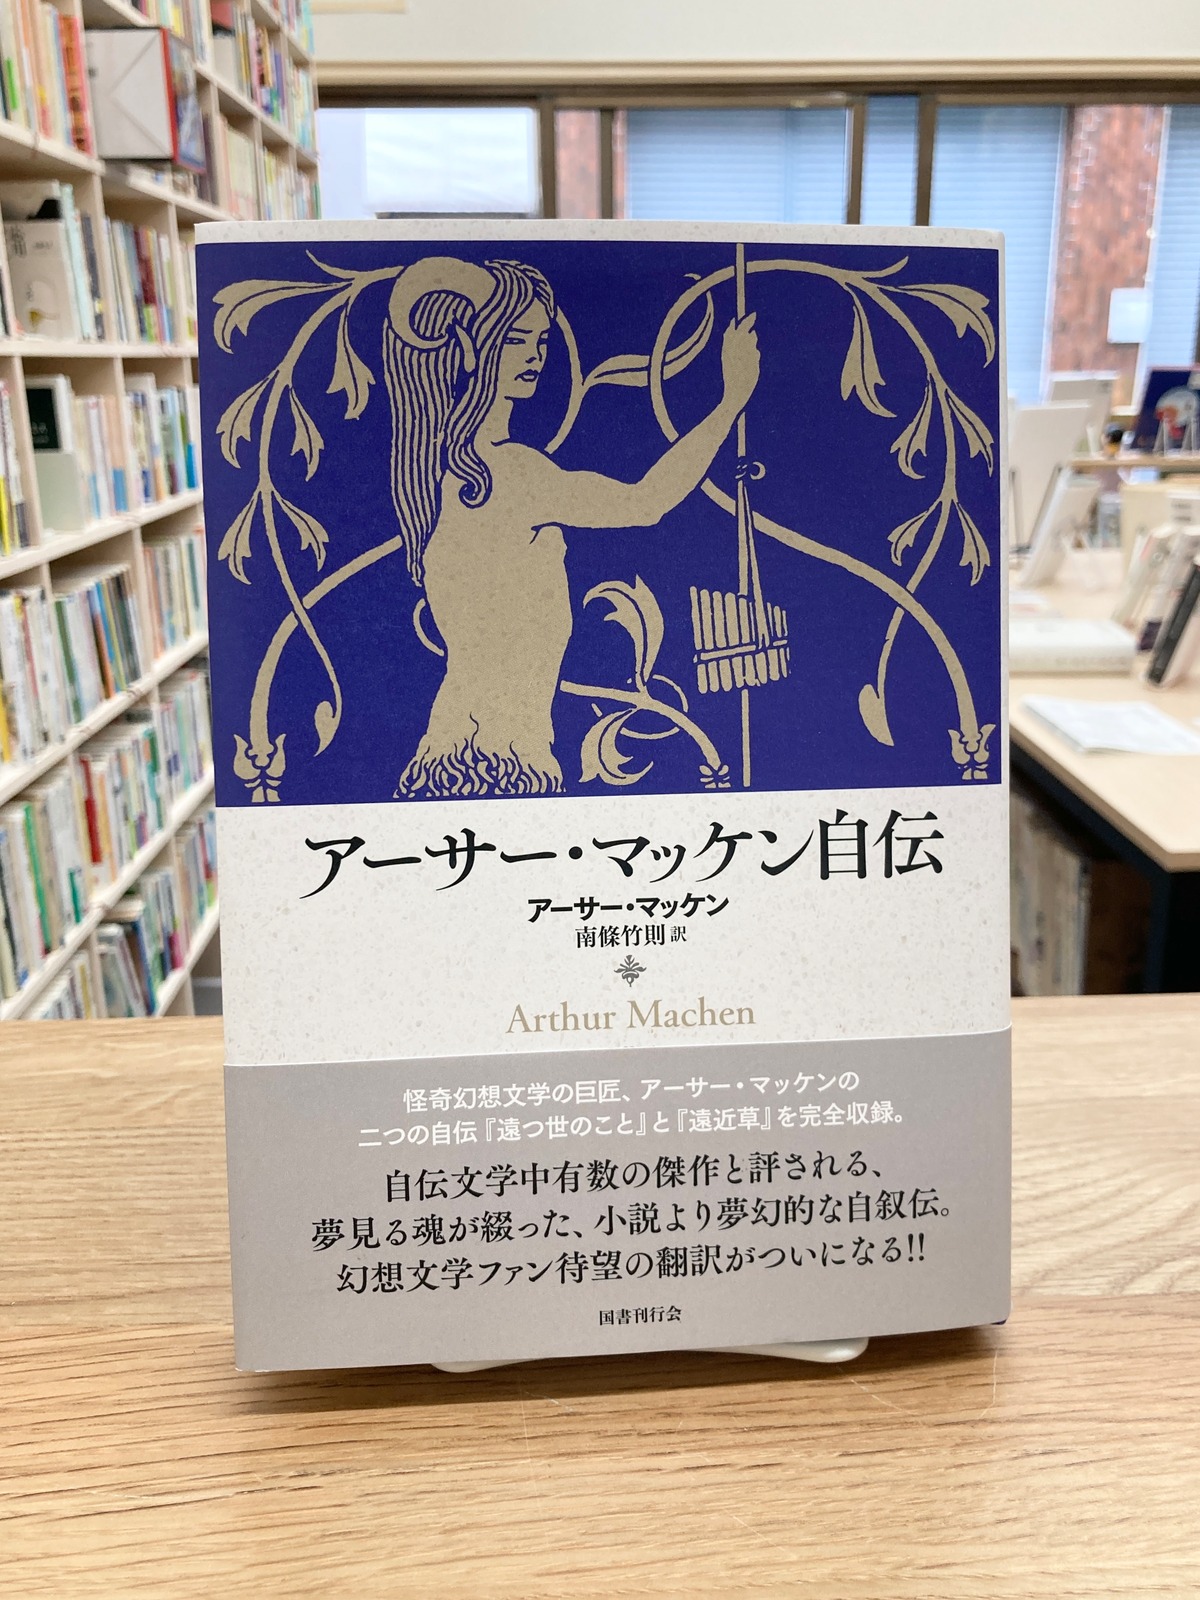 アーサー・マッケン自伝
アーサー・マッケン
南條竹則 訳
Arthur Machen
怪奇幻想文学の巨匠、アーサー・マッケンの
二つの自伝『遠つ世のこと』と『遠近草』を完全収録。
自伝文学中有数の傑作と評される、
夢見る魂が綴った、小説より夢幻的な自叙伝。
幻想文学ファン待望の翻訳がついになる!!
国書刊行会